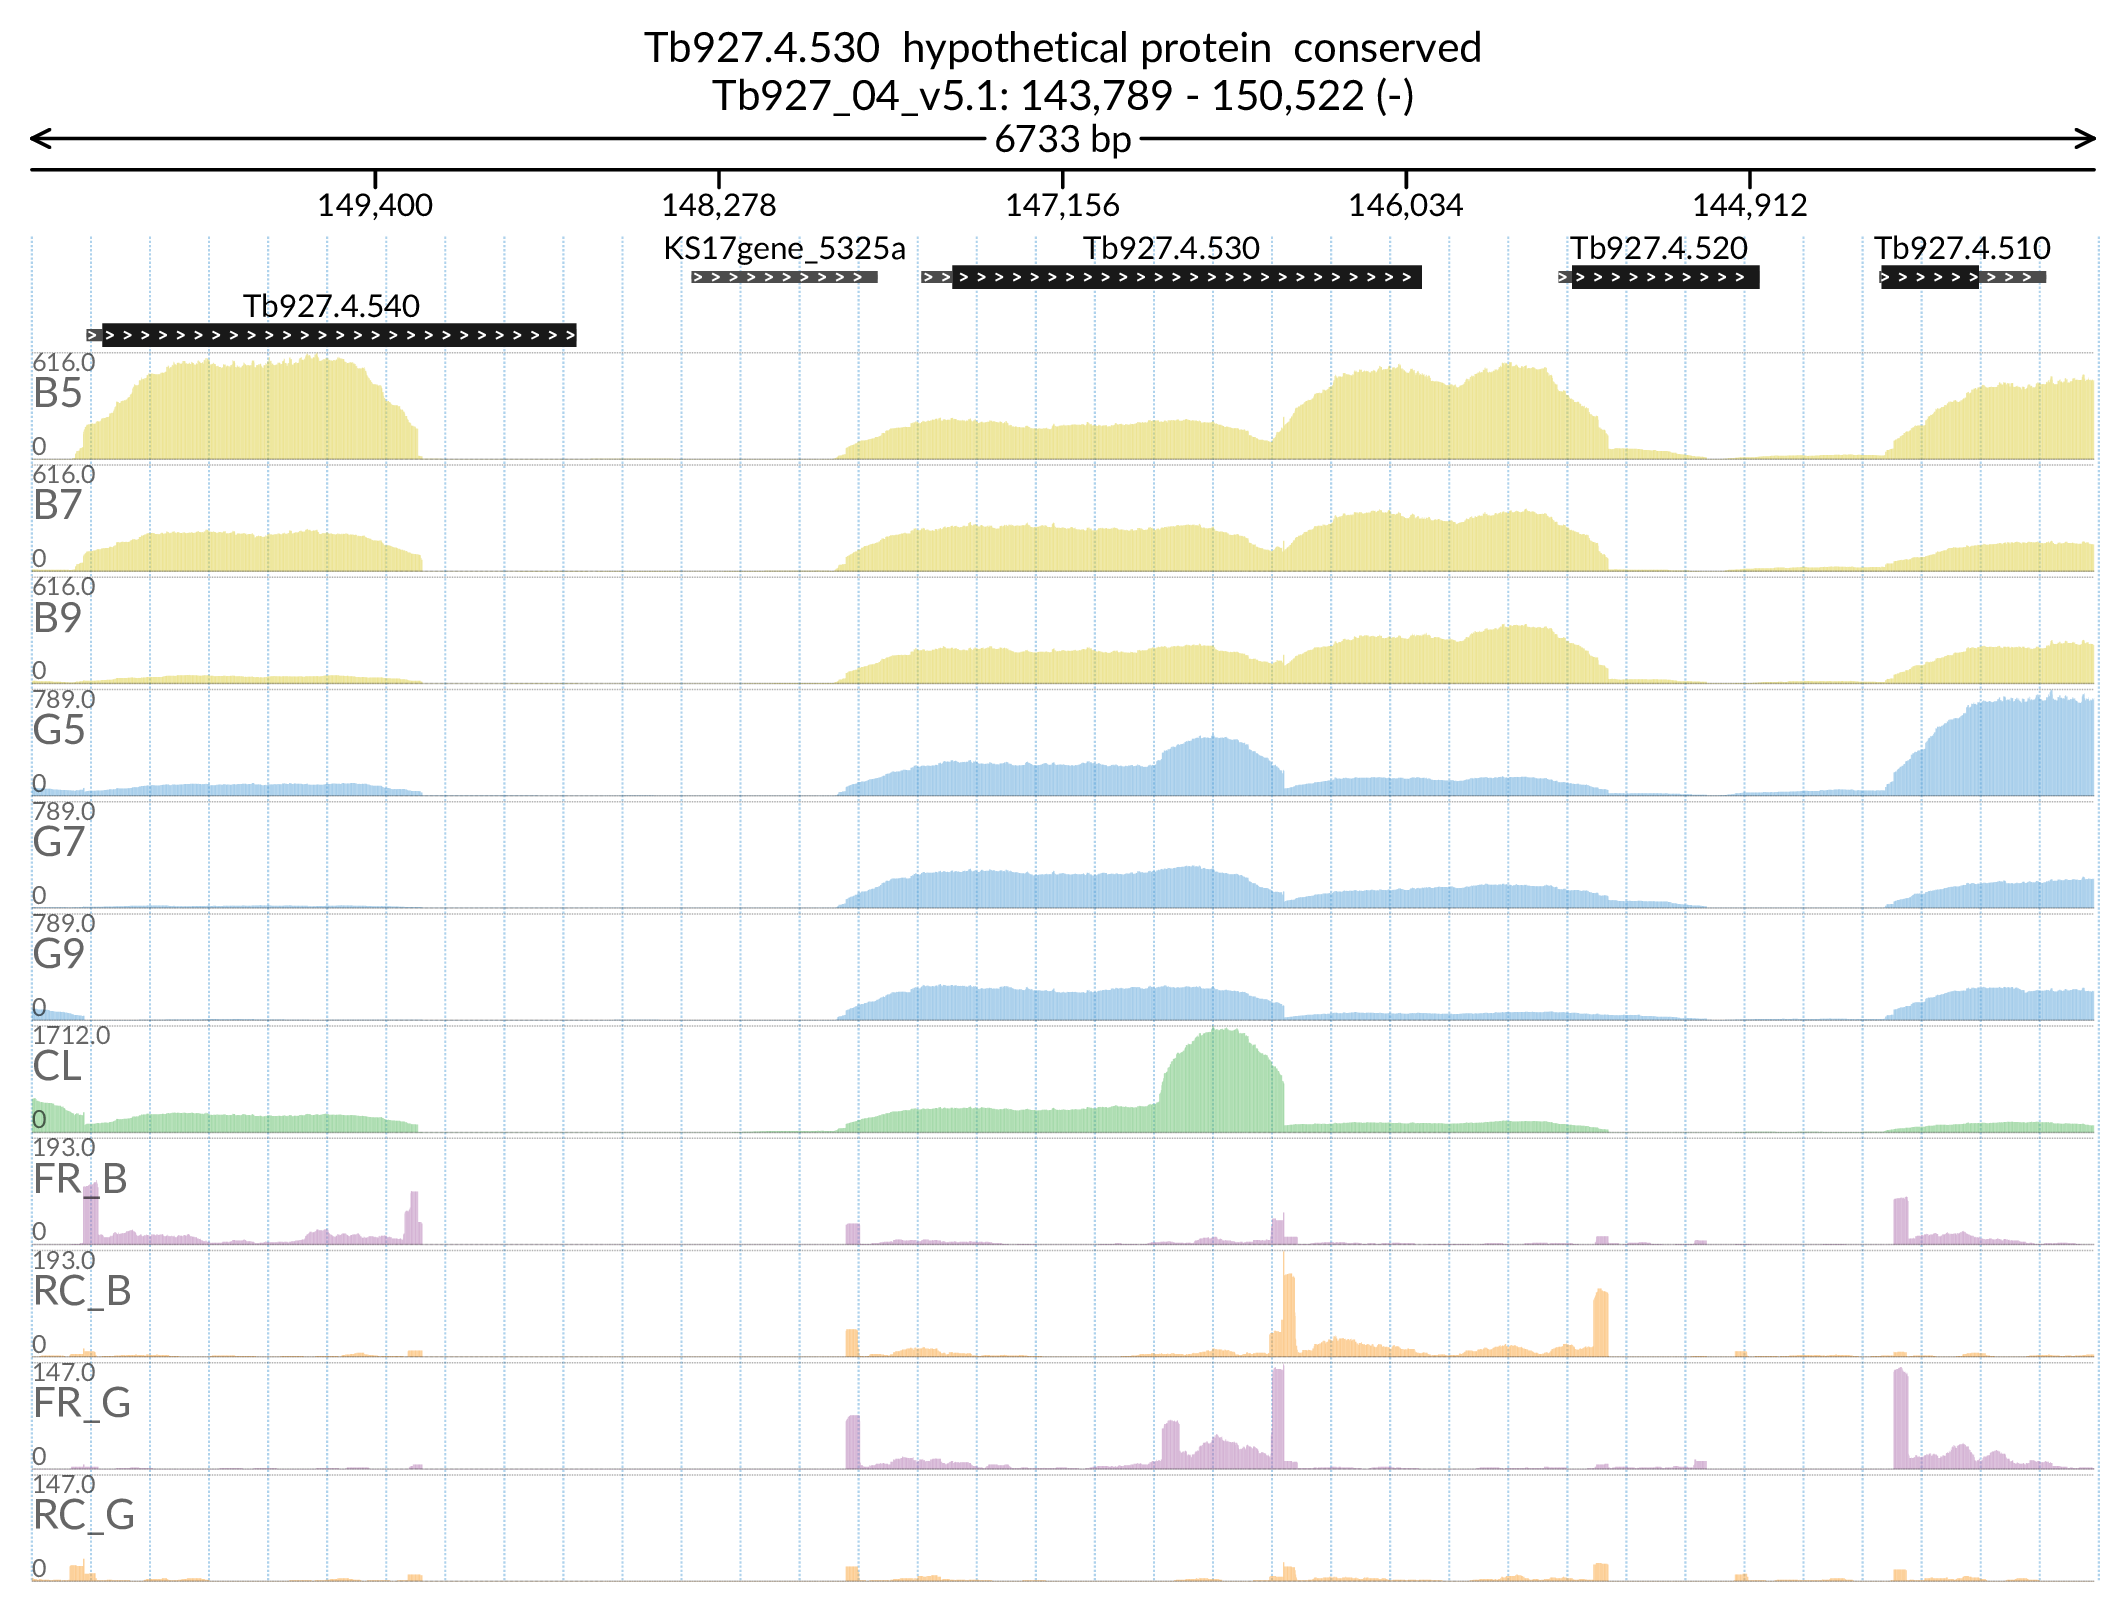 Tb927.4.530  hypothetical protein  conserved
Tb927_04_v5.1: 143,789 - 150,522 (-)
6733 bp
149,400 148,278 147,156 146,034 144,912
KS17gene_5325a Tb927.4.530 Tb927.4.520 Tb927.4.510
Tb927.4.540
616.0
B5
0
616.0
B7
0
616.0
B9
0
789.0
G5
0
789.0
G7
0
789.0
G9
0
1712.0
CL
0
193.0
FR_B
0
193.0
RC_B
0
147.0
FR_G
0
147.0
RC_G
0